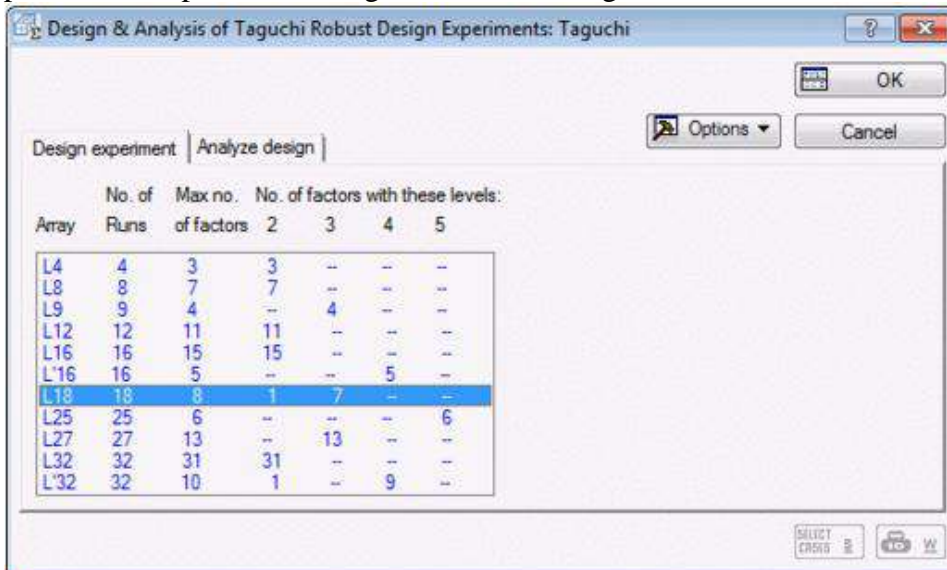 Design & Analysis of Taguchi Robust Design Experiments: Taguchi
?
OK
Options
Cancel
Design experiment Analyze design
No. of Max no. No. of factors with these levels:
Array Runs of factors 2 3 4 5
L4 4 3 3 -- -- --
L8 8 7 7 -- -- --
L9 9 4 -- 4 -- --
L12 12 11 11 -- -- --
L16 16 15 15 -- -- --
L'16 16 5 -- -- 5 --
L18 18 8 1 7 -- --
L25 25 6 -- -- -- 6
L27 27 13 -- 13 -- --
L32 32 31 31 -- -- --
L'32 32 10 1 -- 9 --
SELECT CASES W